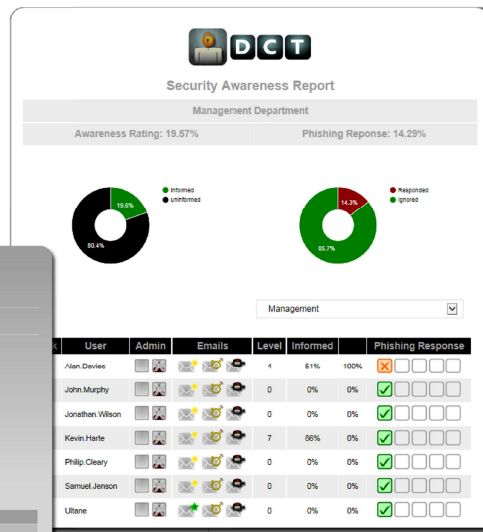 DCT
Security Awareness Report
Management Department
Awareness Rating: 19.57% Phishing Reponse: 14.29%
19.6%
80.4%
Informed
uninformed
14.3%
85.7%
Responded
Ignored
Management
k User Admin Emails Level Informed Phishing Response
Alan.Davies 4 51% 100%
John.Murphy 0 0% 0%
Jonathan.Wilson 0 0% 0%
Kevin.Harte 7 86% 0%
Philip.Cleary 0 0% 0%
Samuel.Jenson 0 0% 0%
Ultane 0 0% 0%